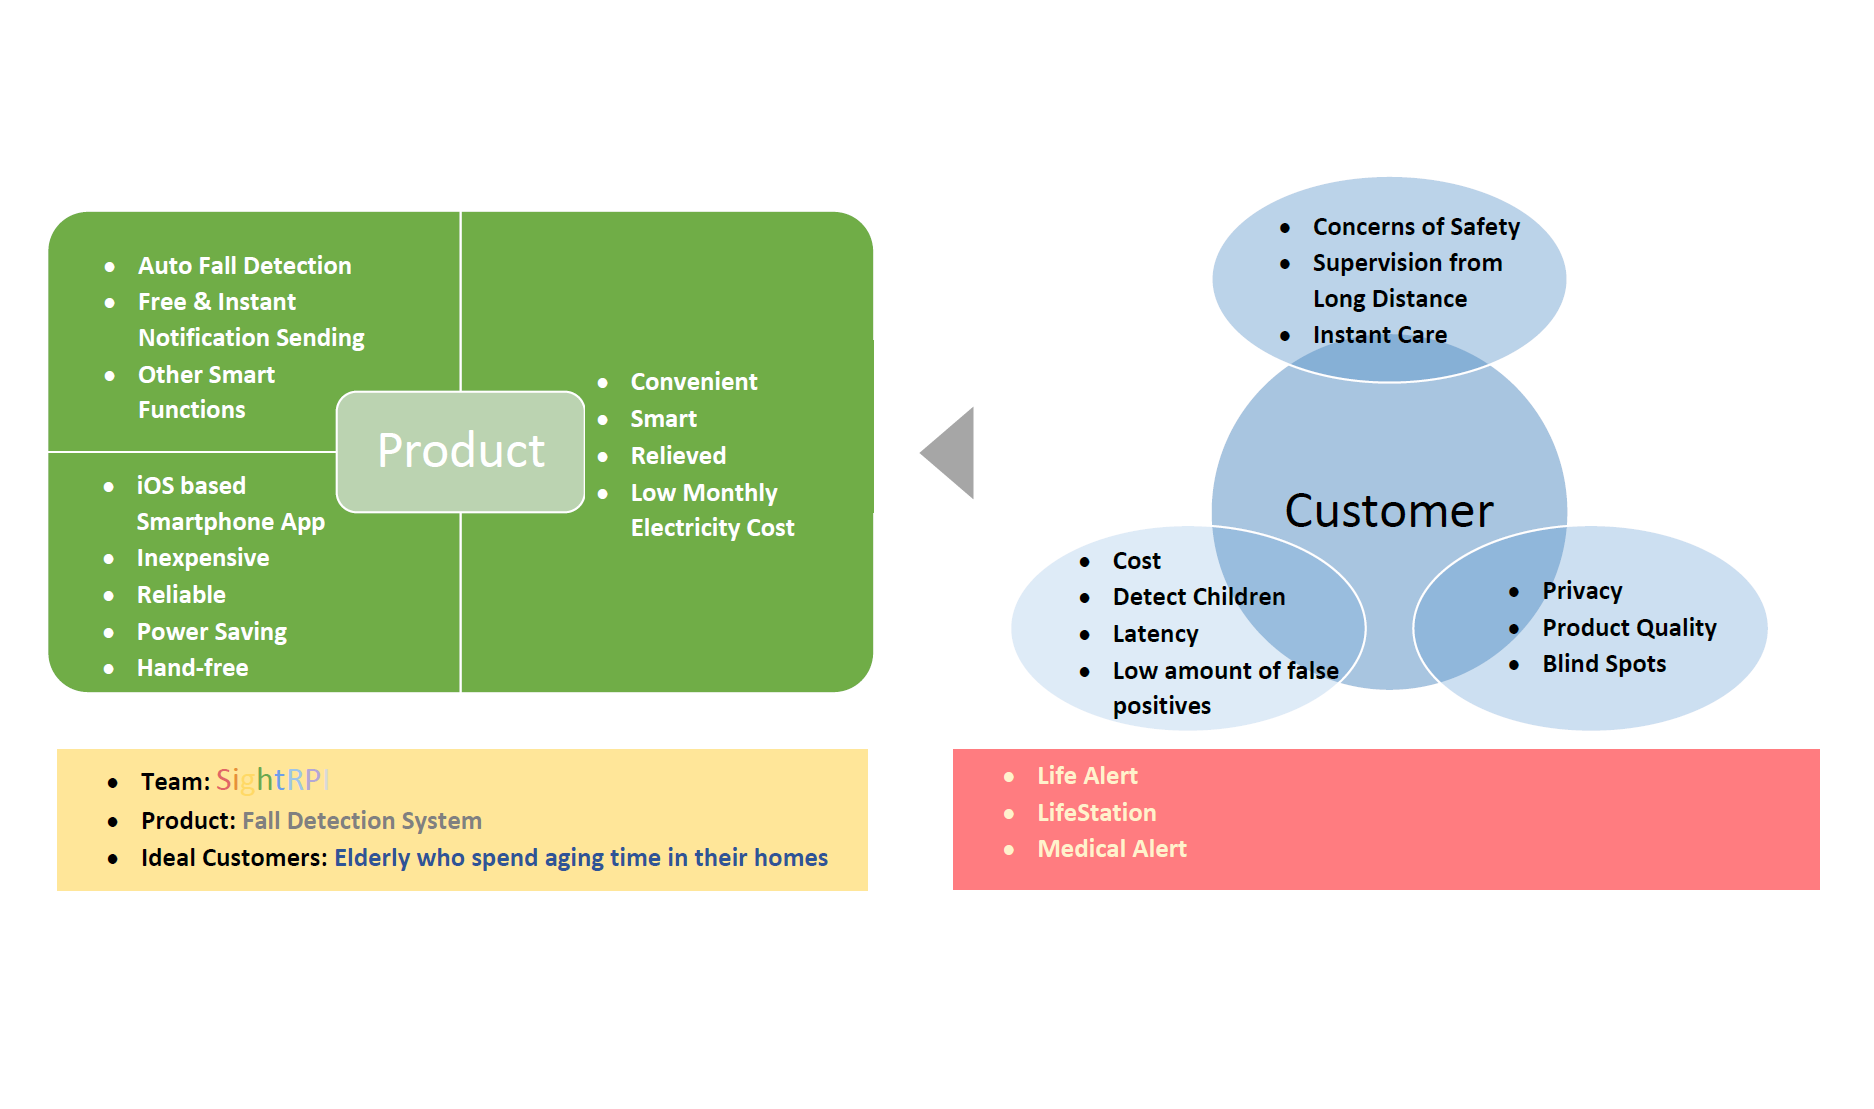 • Auto Fall Detection
• Free & Instant
Notification Sending
• Other Smart
Functions
Product
• iOS based
Smartphone App
• Inexpensive
• Reliable
• Power Saving
• Hand-free
• Convenient
• Smart
• Relieved
• Low Monthly
Electricity Cost
• Concerns of Safety
• Supervision from
Long Distance
• Instant Care
Customer
• Cost
• Detect Children
• Latency
• Low amount of false
positives
• Privacy
• Product Quality
• Blind Spots
• Team: SightRPI
• Product: Fall Detection System
• Ideal Customers: Elderly who spend aging time in their homes
• Life Alert
• LifeStation
• Medical Alert